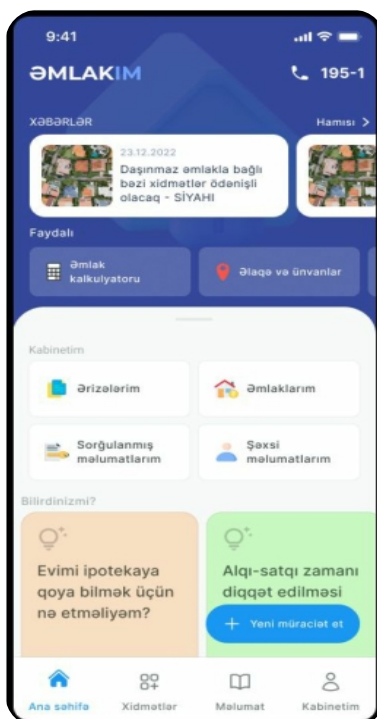 9:41
ƏMLAKIM
195-1
XƏBƏRLƏR
Hamısı >
23.12.2022
Daşınmaz əmlakla bağlı
bəzi xidmətlər ödənişli
olacaq - SİYAHI
Faydalı
Əmlak
kalkulyatoru
Əlaqə və ünvanlar
Kabinetim
Ərizələrim
Əmlaklarım
Sorğulanmış
məlumatlarım
Şəxsi
məlumatlarım
Bilirdinizmi?
Evimi ipotekaya
qoya bilmək üçün
nə etməliyəm?
Alqı-satqı zamanı
diqqət edilməsi
+ Yeni müraciət et
Ana səhifə
Xidmətlər
Məlumat
Kabinetim